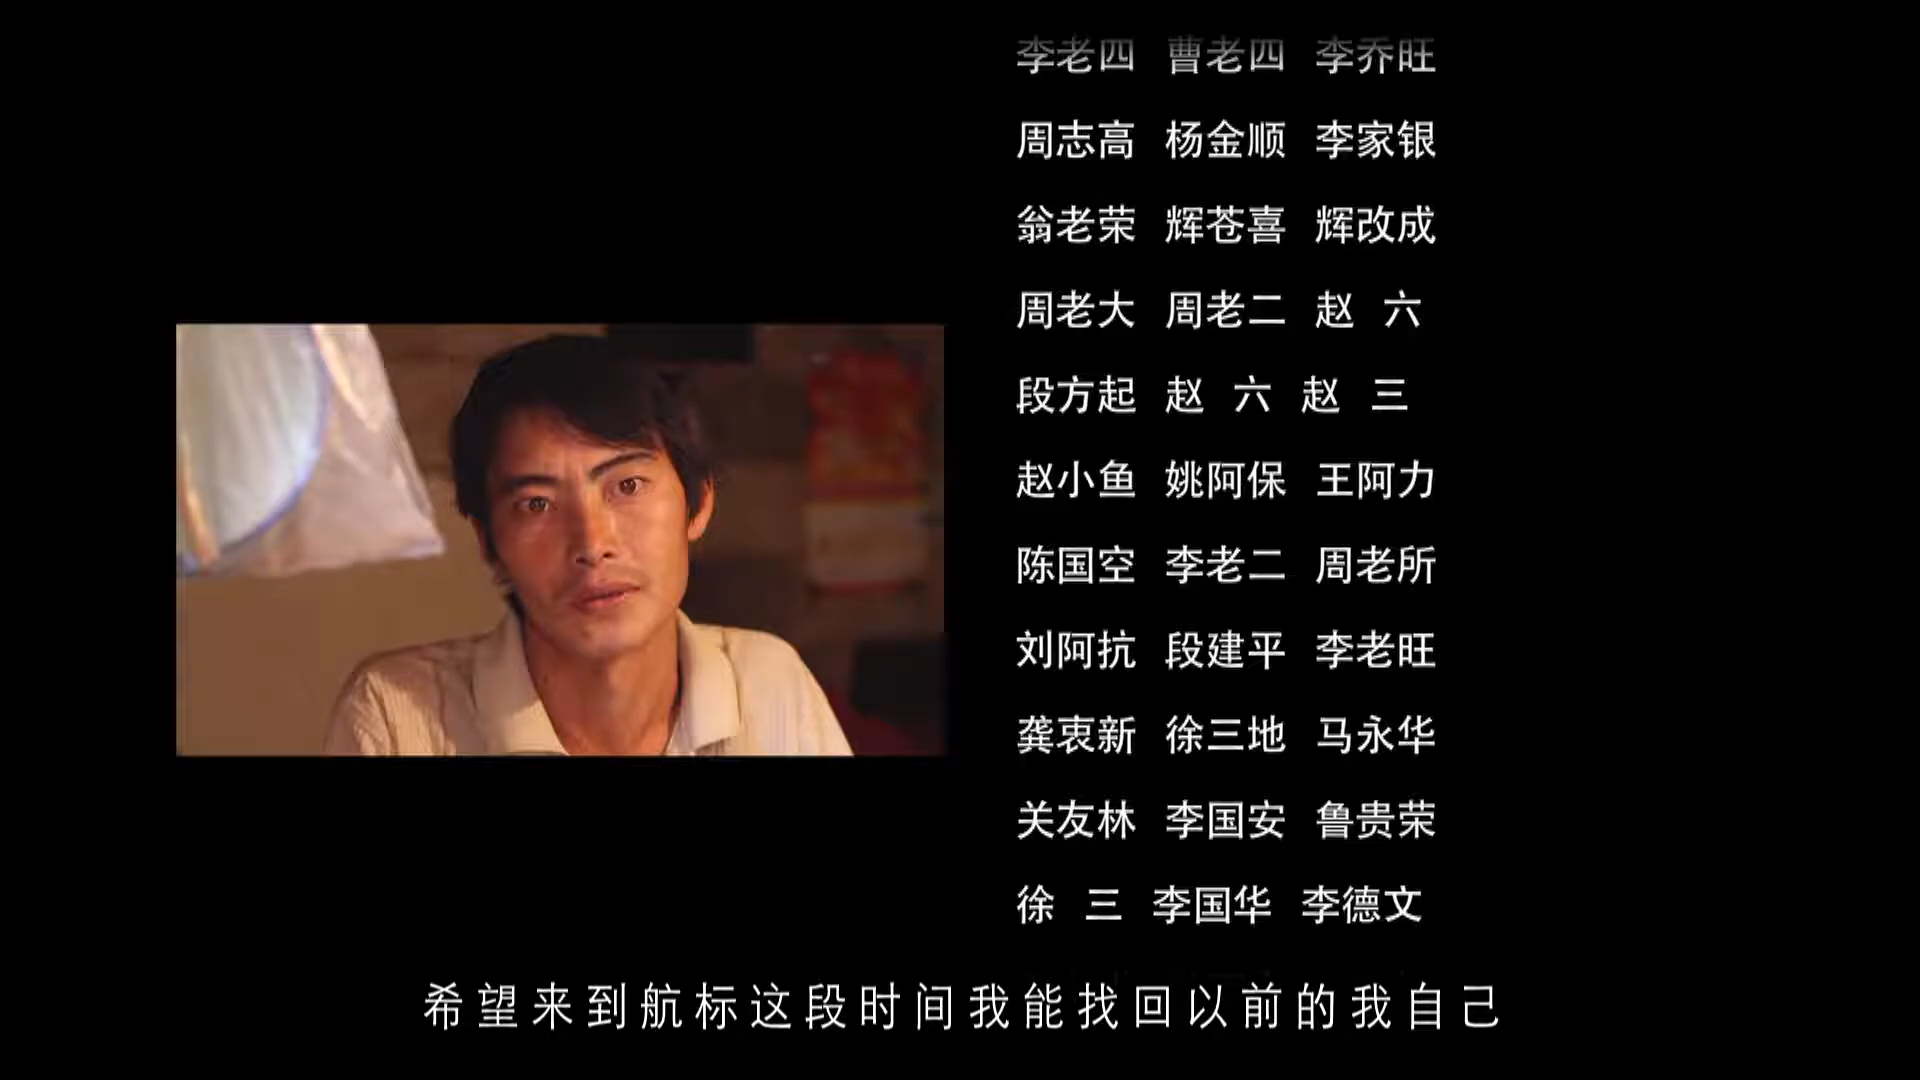 李老四 曹老四 李乔旺
周志高 杨金顺 李家银
翁老荣 辉苍喜 辉改成
周老大 周老二 赵 六
段方起 赵 六 赵 三
赵小鱼 姚阿保 王阿力
陈国空 李老二 周老所
刘阿抗 段建平 李老旺
龚衷新 徐三地 马永华
关友林 李国安 鲁贵荣
徐 三 李国华 李德文
希望来到航标这段时间我能找回以前的我自己